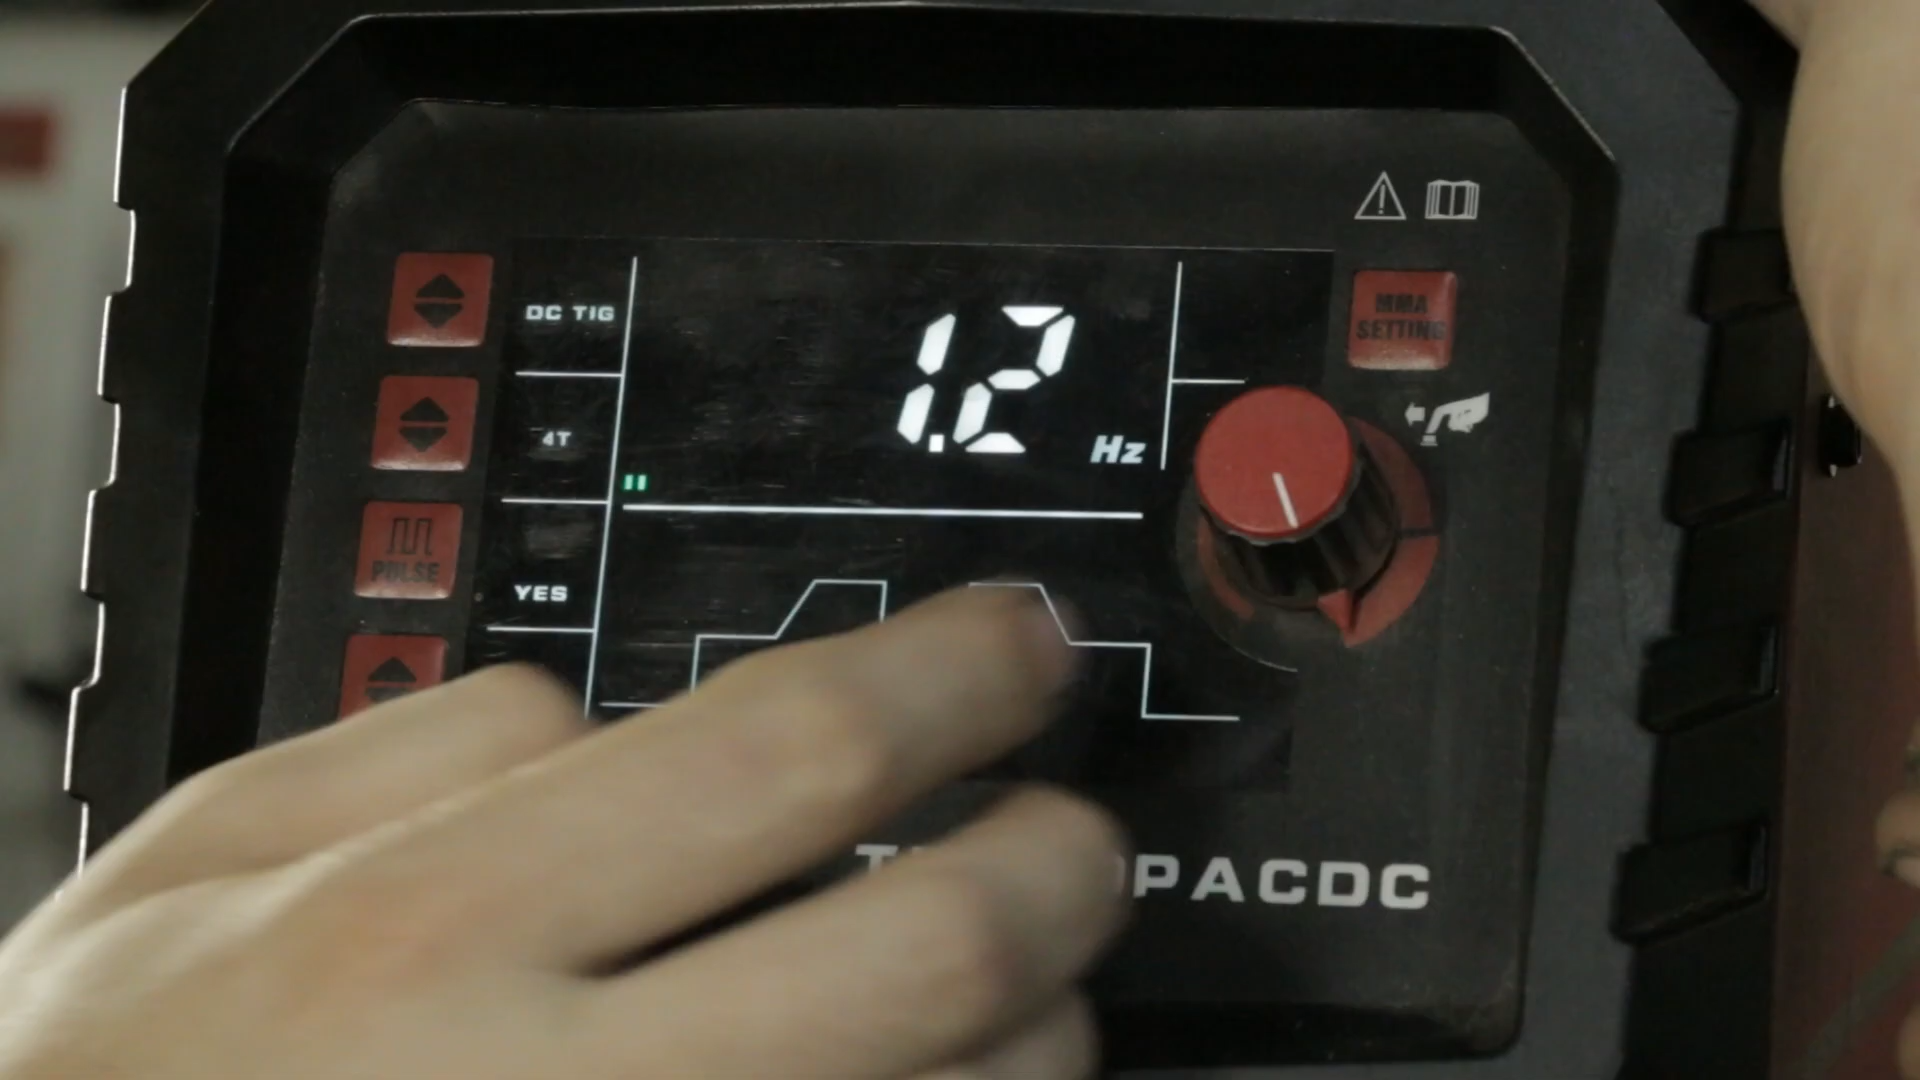 DC TIG
1.2 Hz
MMA
SETTING
4T
PULSE
YES
PACDC